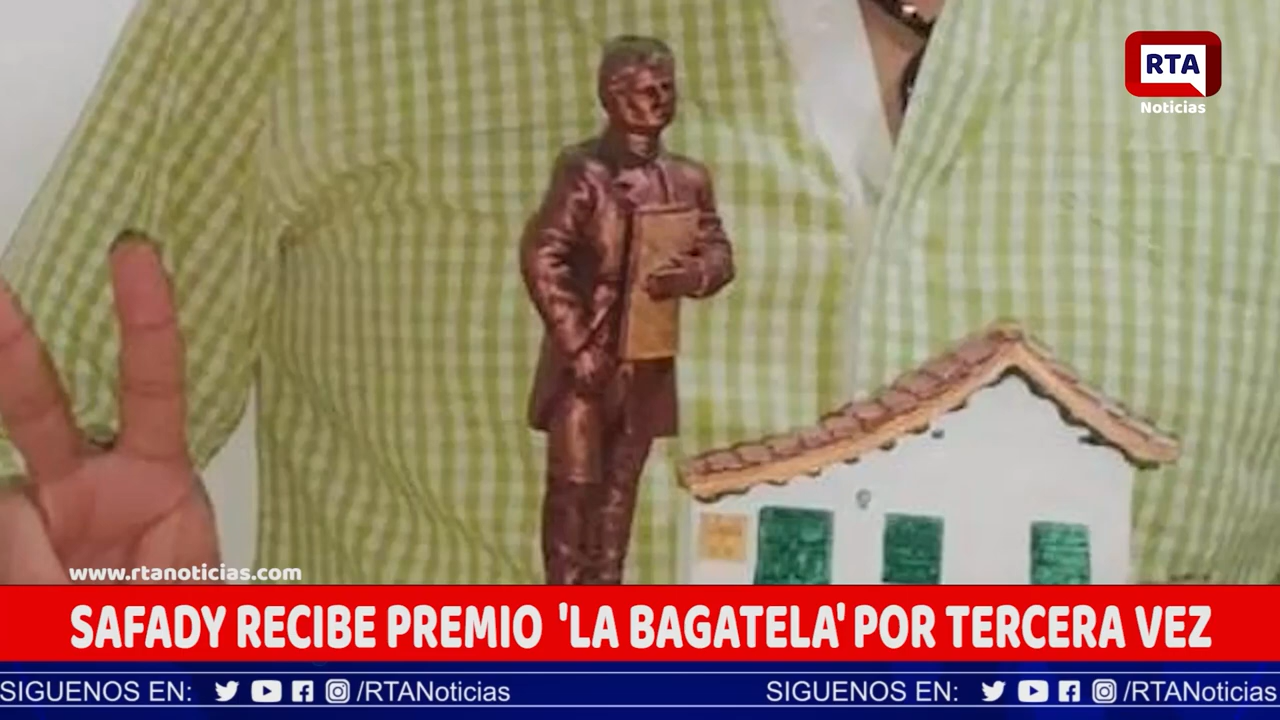 RTA
Noticias
www.rtanoticias.com
SAFADY RECIBE PREMIO 'LA BAGATELA' POR TERCERA VEZ
SIGUENOS EN: /RTANoticias SIGUENOS EN: /RTANoticias